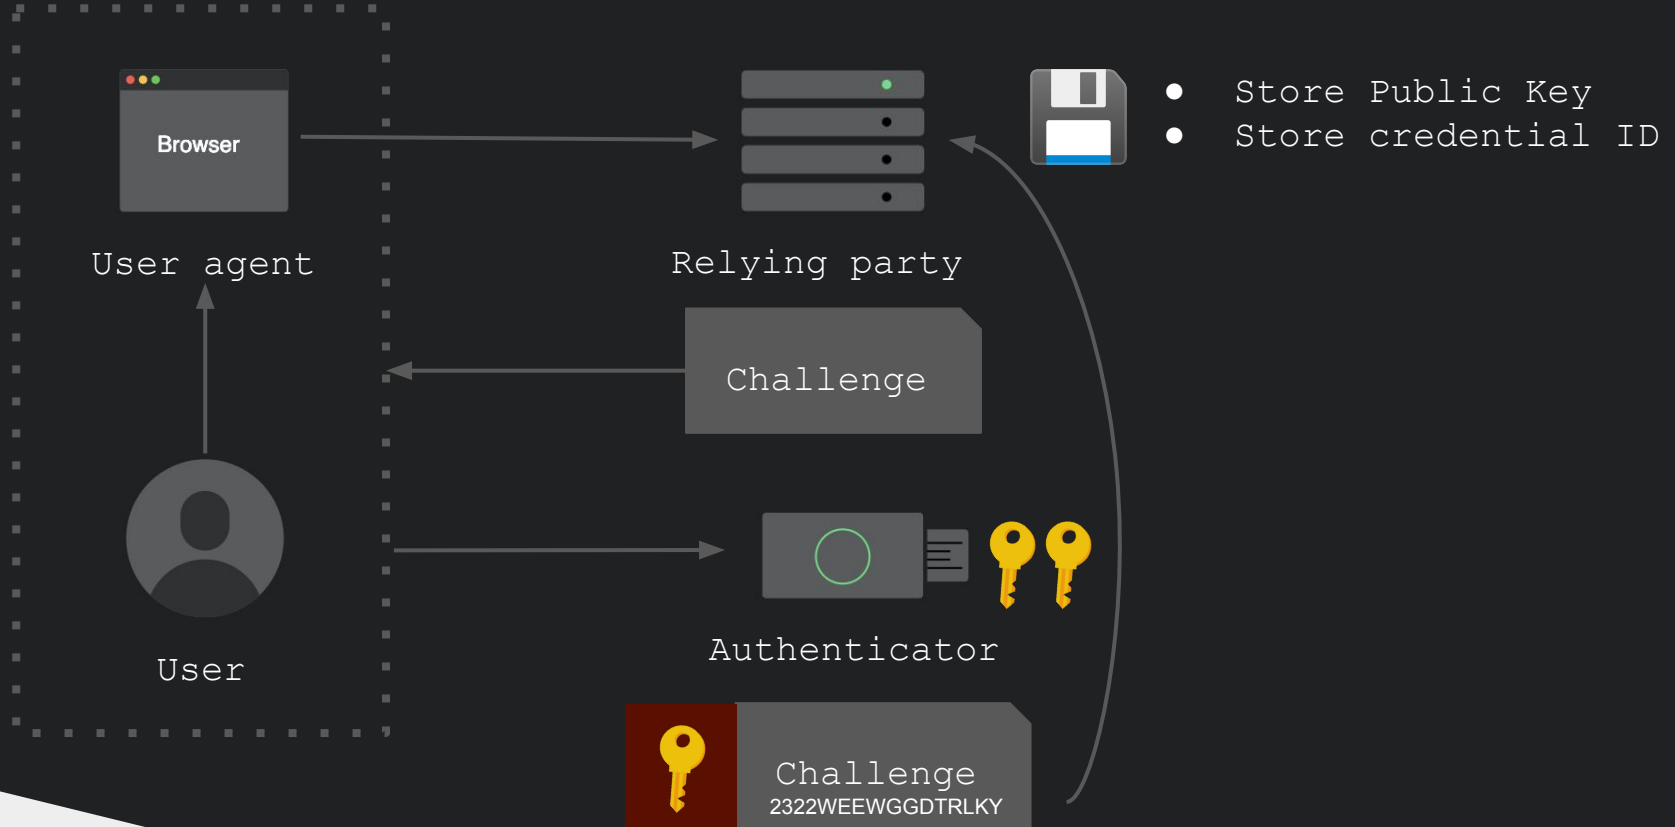 Browser
User agent
Relying party
Store Public Key
Store credential ID
Challenge
User
Authenticator
Challenge
2322WEEWGGDTRLKY